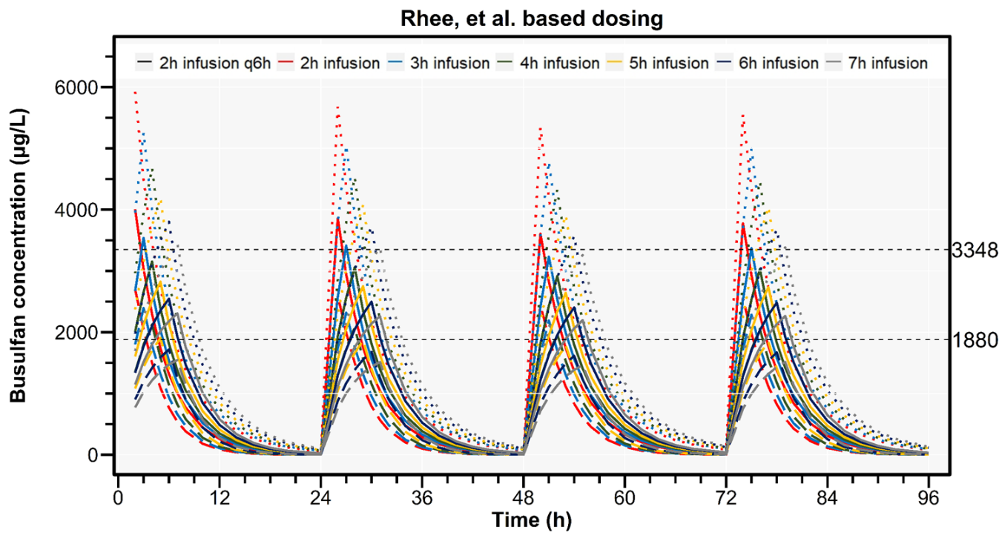 Rhee, et al. based dosing
2h infusion q6h 2h infusion 3h infusion 4h infusion 5h infusion 6h infusion 7h infusion
Busulfan concentration (µg/L)
6000
4000
2000
0
3348
1880
0 12 24 36 48 60 72 84 96
Time (h)